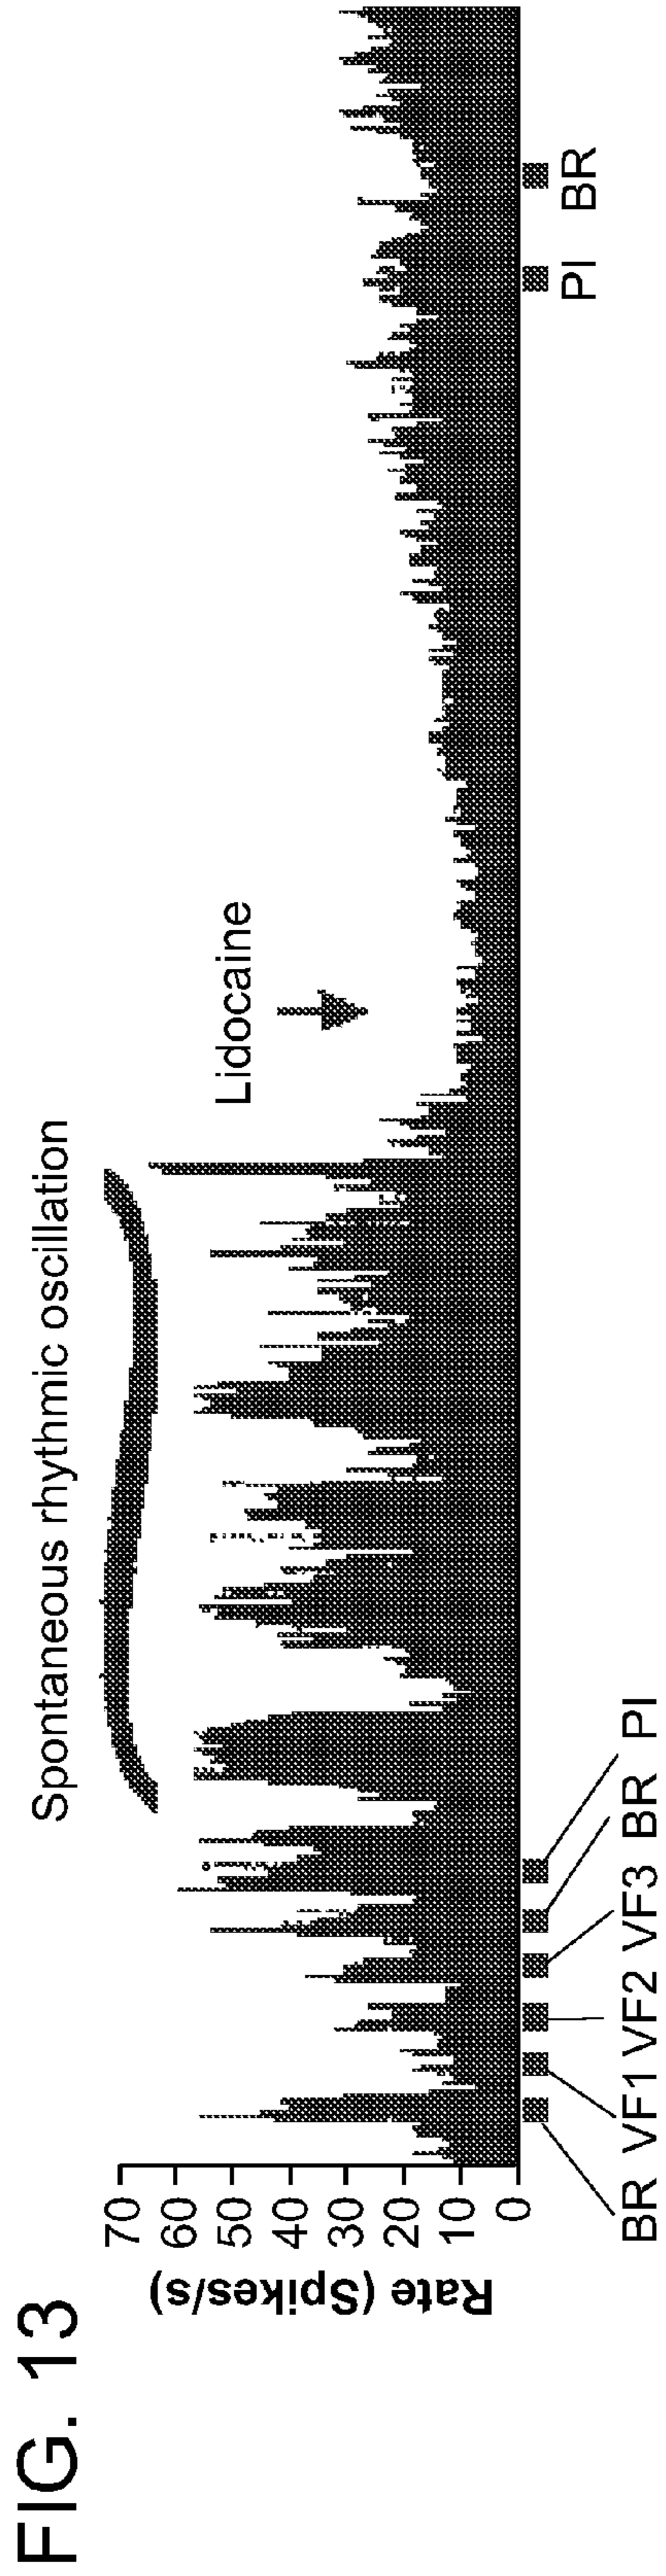 FIG. 13
Spontaneous rhythmic oscillation
Lidocaine
Rate (Spikes/s)
70
60
50
40
30
20
10
0
BR VF1 VF2 VF3 BR PI
PI BR